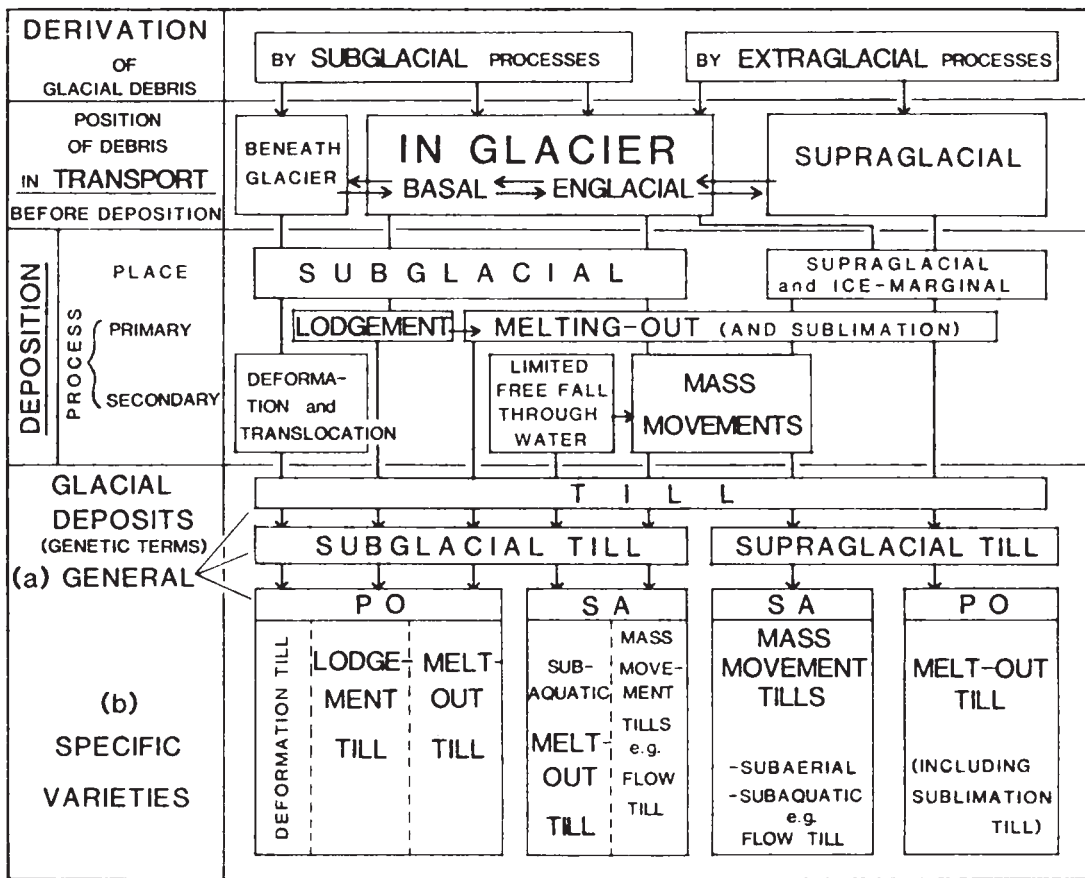 DERIVATION
OF
GLACIAL DEBRIS
BY SUBGLACIAL PROCESSES
BY EXTRAGLACIAL PROCESSES
POSITION
OF DEBRIS
IN TRANSPORT
BEFORE DEPOSITION
BENEATH
GLACIER
IN GLACIER
BASAL
ENGLACIAL
SUPRAGLACIAL
DEPOSITION
PROCESS
PLACE
PRIMARY
SECONDARY
SUBGLACIAL
SUPRAGLACIAL
and ICE-MARGINAL
LODGEMENT
MELTING-OUT (AND SUBLIMATION)
DEFORMA-
TION and
TRANSLOCATION
LIMITED
FREE FALL
THROUGH
WATER
MASS
MOVEMENTS
GLACIAL
DEPOSITS
(GENETIC TERMS)
(a) GENERAL
TILL
SUBGLACIAL TILL
SUPRAGLACIAL TILL
(b)
SPECIFIC
VARIETIES
PO
DEFORMATION TILL
LODGE-
MENT
TILL
MELT-
OUT
TILL
SA
SUB-
AQUATIC
MELT-
OUT
TILL
MASS
MOVE-
MENT
TILLS
e.g.
FLOW
TILL
SA
MASS
MOVEMENT
TILLS
-SUBAERIAL
-SUBAQUATIC
e.g.
FLOW TILL
PO
MELT-OUT
TILL
(INCLUDING
SUBLIMATION
TILL)